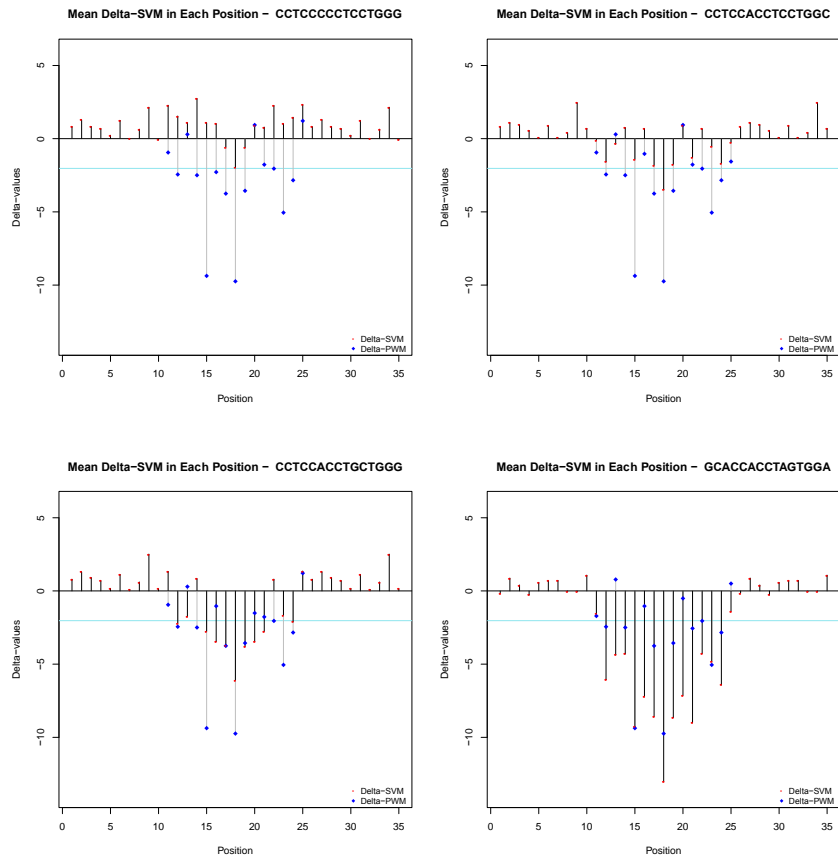 Mean Delta−SVM in Each Position − CCTCCCCCTCCTGGG
5
0
−5
−10
Delta−values
Delta−SVM
Delta−PWM
0 5 10 15 20 25 30 35
Position
Mean Delta−SVM in Each Position − CCTCCACCTCCTGGC
5
0
−5
−10
Delta−values
Delta−SVM
Delta−PWM
0 5 10 15 20 25 30 35
Position
Mean Delta−SVM in Each Position − CCTCCACCTGCTGGG
5
0
−5
−10
Delta−values
Delta−SVM
Delta−PWM
0 5 10 15 20 25 30 35
Position
Mean Delta−SVM in Each Position − GCACCACCTAGTGGA
5
0
−5
−10
Delta−values
Delta−SVM
Delta−PWM
0 5 10 15 20 25 30 35
Position